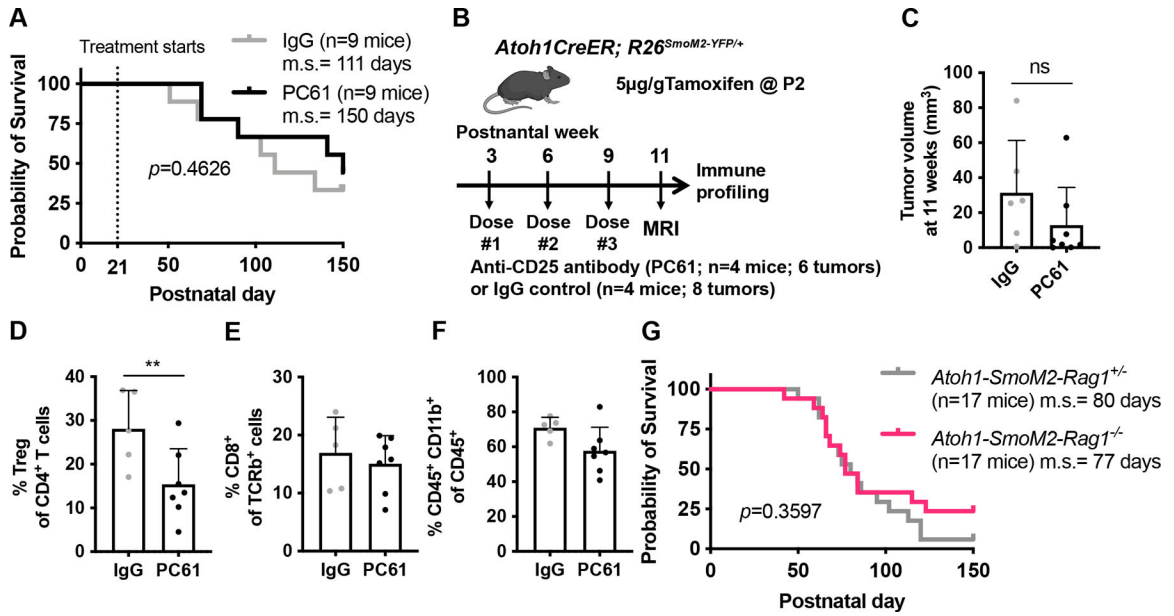 A
Treatment starts
IgG (n=9 mice)
m.s.= 111 days
PC61 (n=9 mice)
m.s.= 150 days
Probability of Survival
100
75
50
25
0
p=0.4626
0
21
50
100
150
Postnatal day
B
Atoh1CreER; R26SmoM2-YFP/+
5µg/gTamoxifen @ P2
Postnantal week
3 6 9 11
Immune
profiling
Dose
#1
Dose
#2
Dose
#3
MRI
Anti-CD25 antibody (PC61; n=4 mice; 6 tumors)
or IgG control (n=4 mice; 8 tumors)
C
ns
Tumor volume
at 11 weeks (mm3)
100
80
60
40
20
0
IgG
PC61
D
**
% Treg
of CD4+ T cells
40
30
20
10
0
IgG PC61
E
% CD8+
of TCRb+ cells
30
20
10
0
IgG PC61
F
% CD45+ CD11b+
of CD45+
100
80
60
40
20
0
IgG PC61
G
Probability of Survival
100
75
50
25
0
Atoh1-SmoM2-Rag1+/-
(n=17 mice) m.s.= 80 days
Atoh1-SmoM2-Rag1-/-
(n=17 mice) m.s.= 77 days
p=0.3597
0 50 100 150
Postnatal day